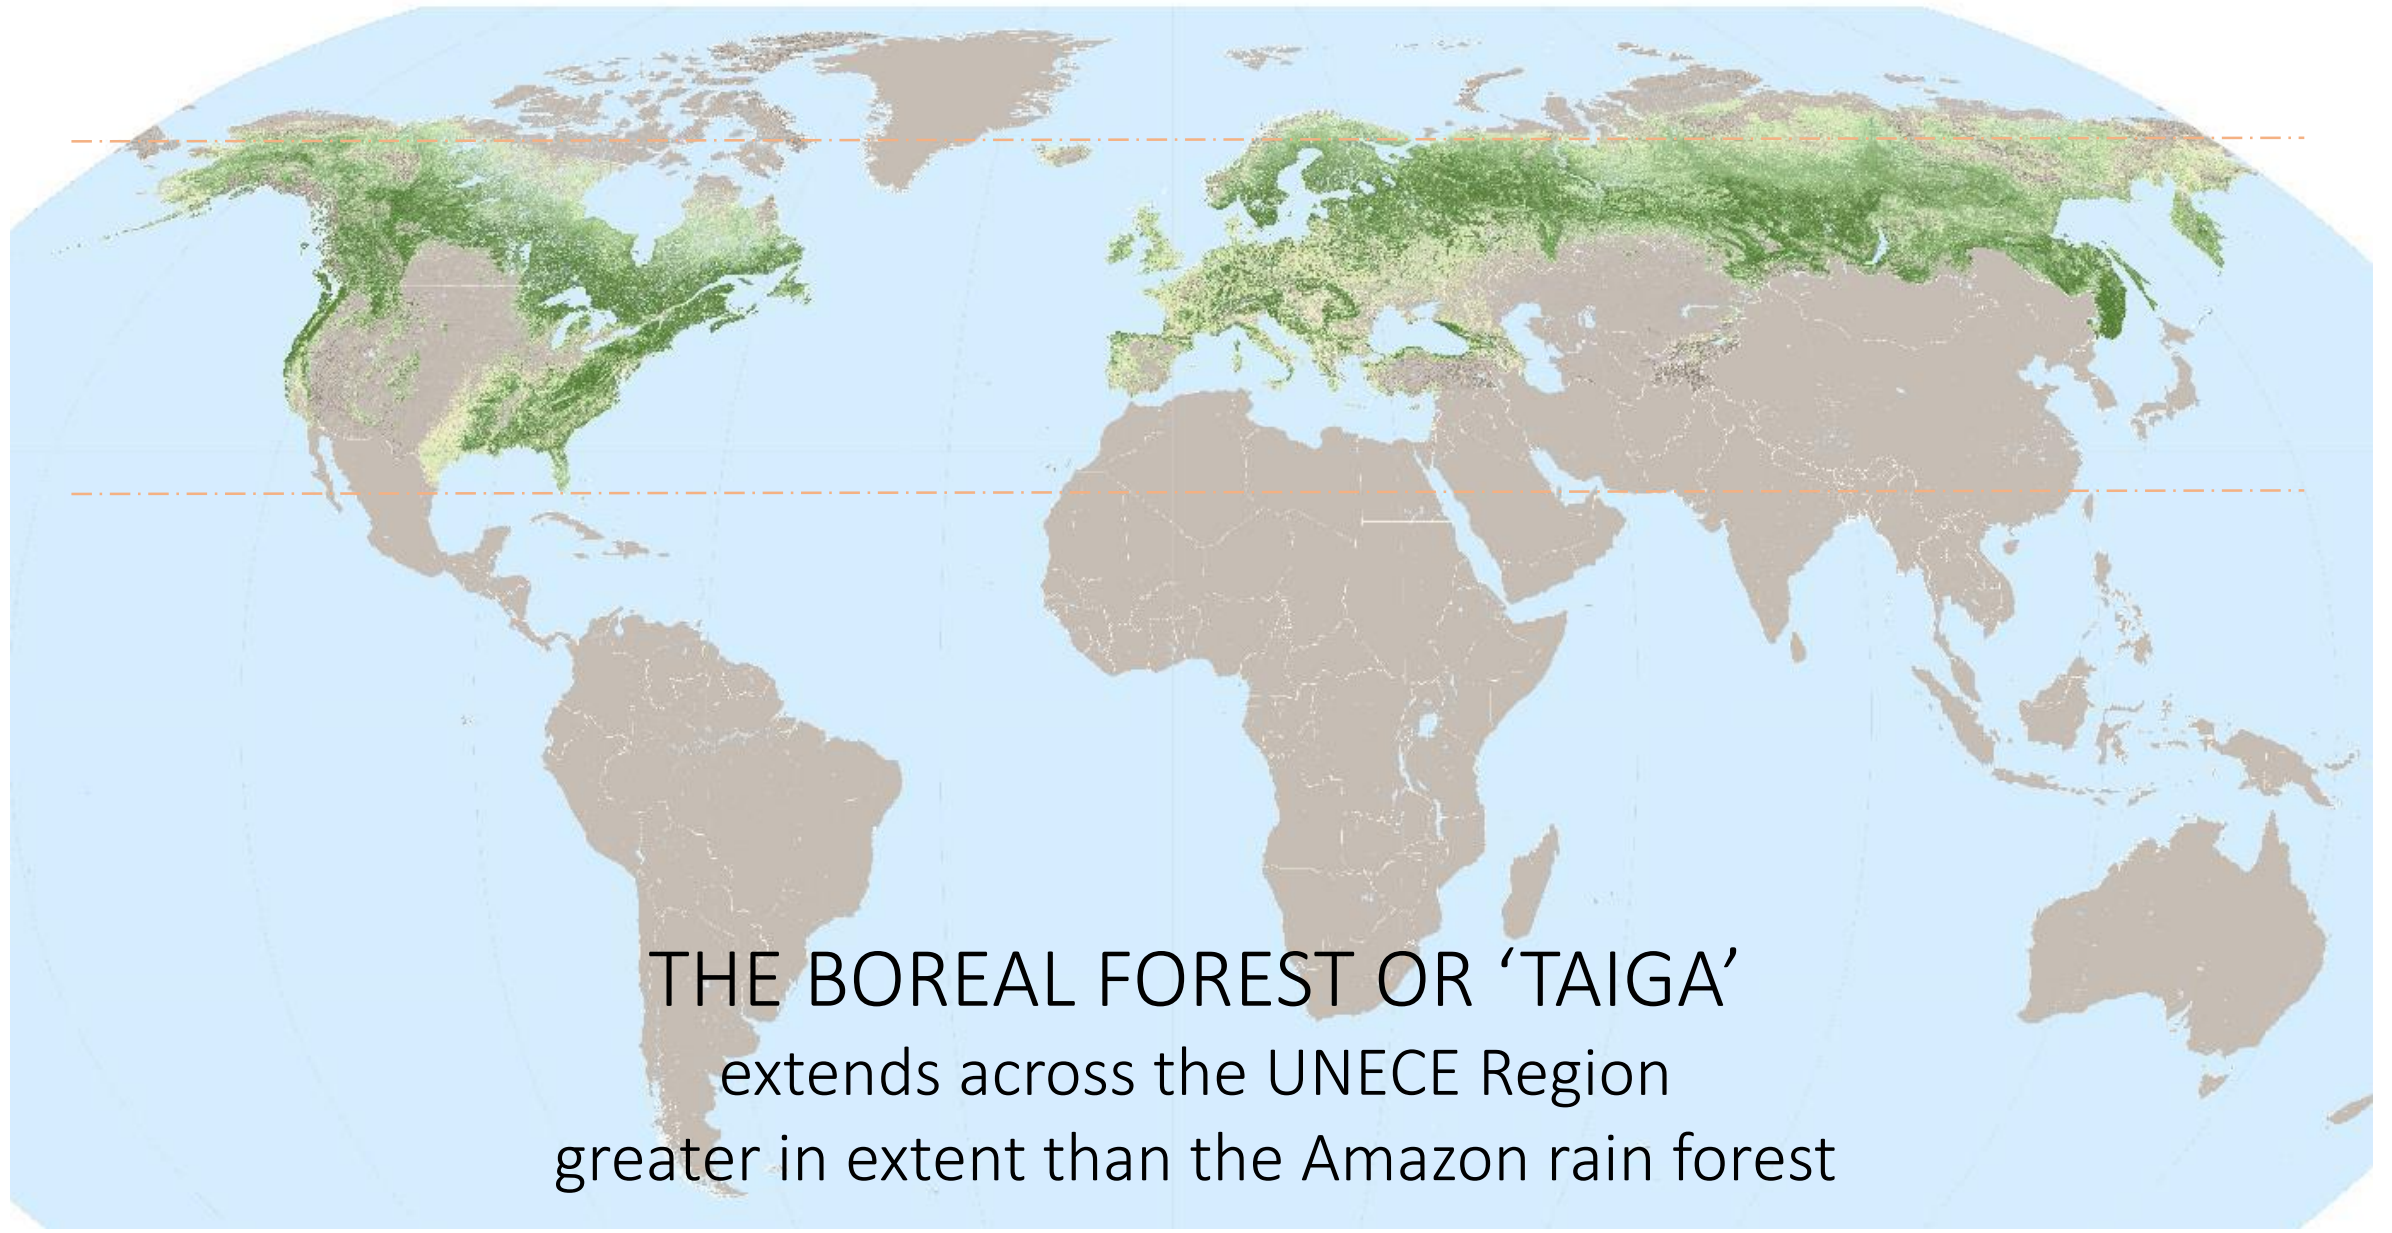 THE BOREAL FOREST OR ‘TAIGA’
extends across the UNECE Region
greater in extent than the Amazon rain forest